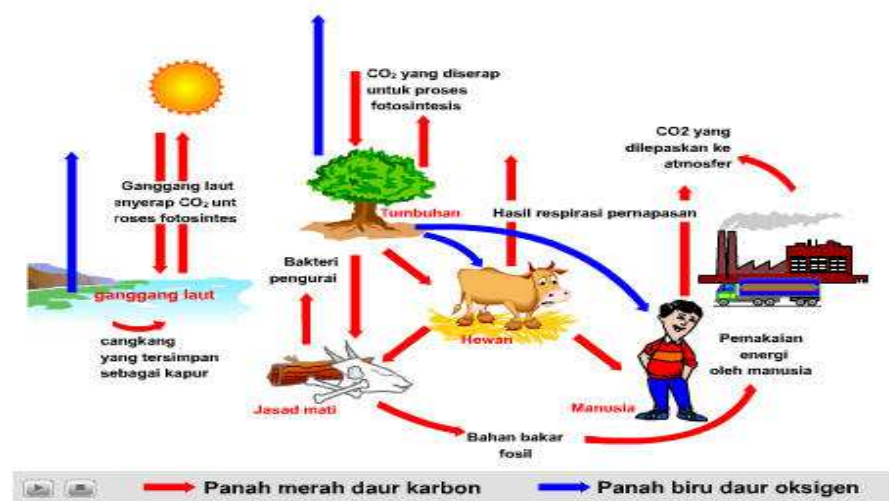 CO₂ yang diserap
untuk proses
fotosintesis
CO2 yang
dilepaskan ke
atmosfer
Ganggang laut
enyerap CO₂ unt
roses fotosintes
Tumbuhan
Hasil respirasi pernapasan
Bakteri
pengurai
ganggang laut
cangkang
yang tersimpan
sebagai kapur
Hewan
Pemakaian
energi
oleh manusia
Jasad mati
Manusia
Bahan bakar
fosil
Panah merah daur karbon
Panah biru daur oksigen